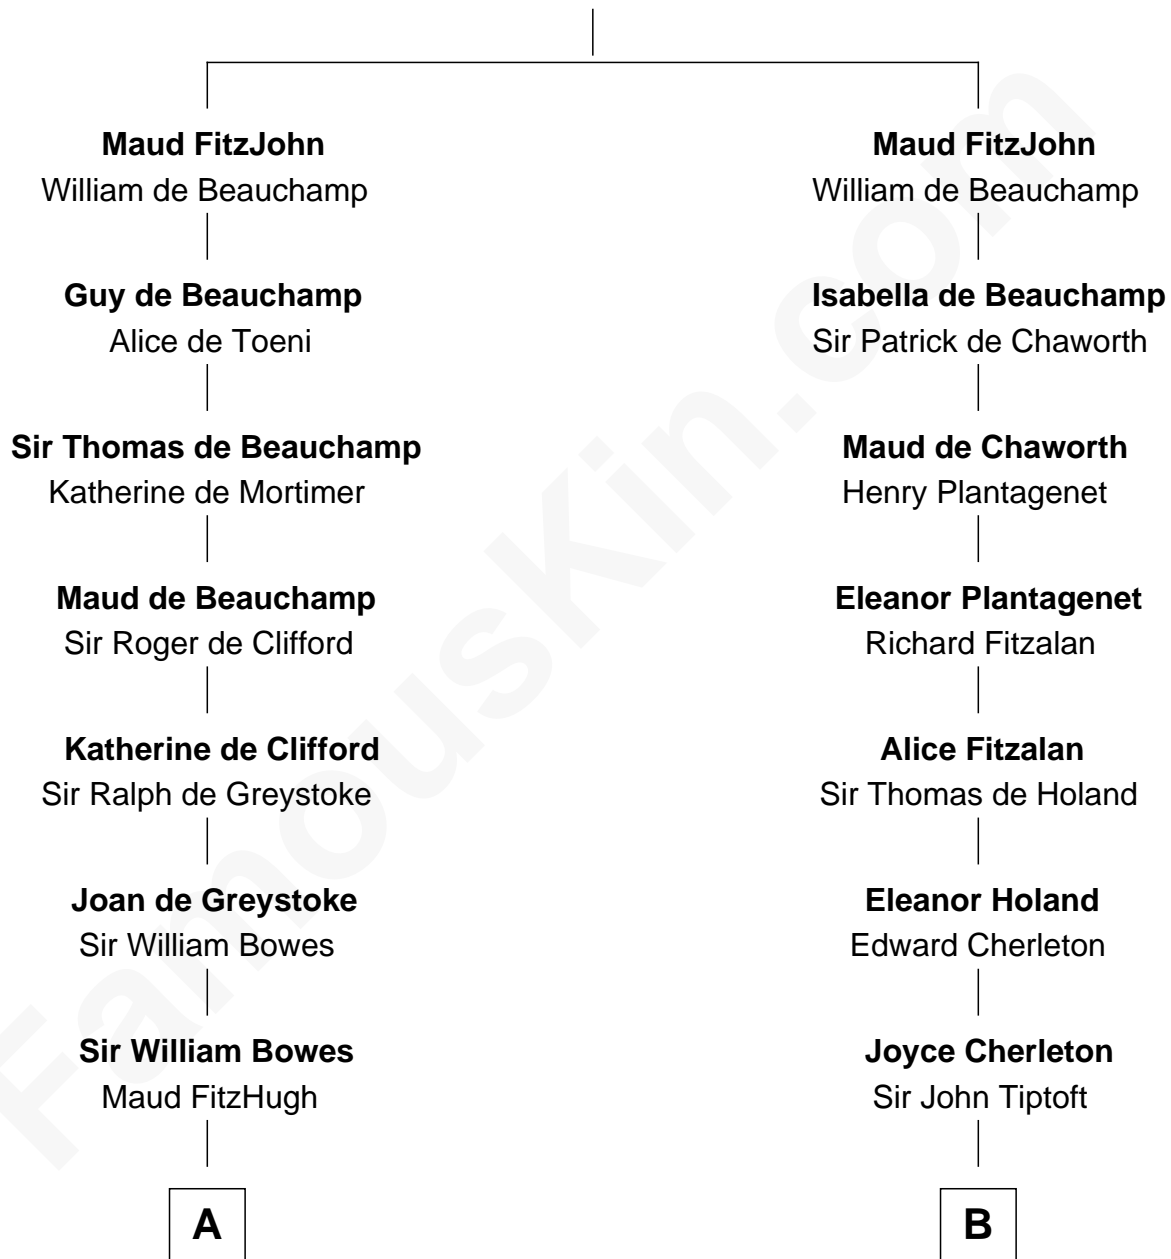 Maud FitzJohn
William de Beauchamp
Guy de Beauchamp
Alice de Toeni
Sir Thomas de Beauchamp
Katherine de Mortimer
Maud de Beauchamp
Sir Roger de Clifford
Katherine de Clifford
Sir Ralph de Greystoke
Joan de Greystoke
Sir William Bowes
Sir William Bowes
Maud FitzHugh
A
Maud FitzJohn
William de Beauchamp
Isabella de Beauchamp
Sir Patrick de Chaworth
Maud de Chaworth
Henry Plantagenet
Eleanor Plantagenet
Richard Fitzalan
Alice Fitzalan
Sir Thomas de Holand
Eleanor Holand
Edward Cherleton
Joyce Cherleton
Sir John Tiptoft
B
FamousKin.com